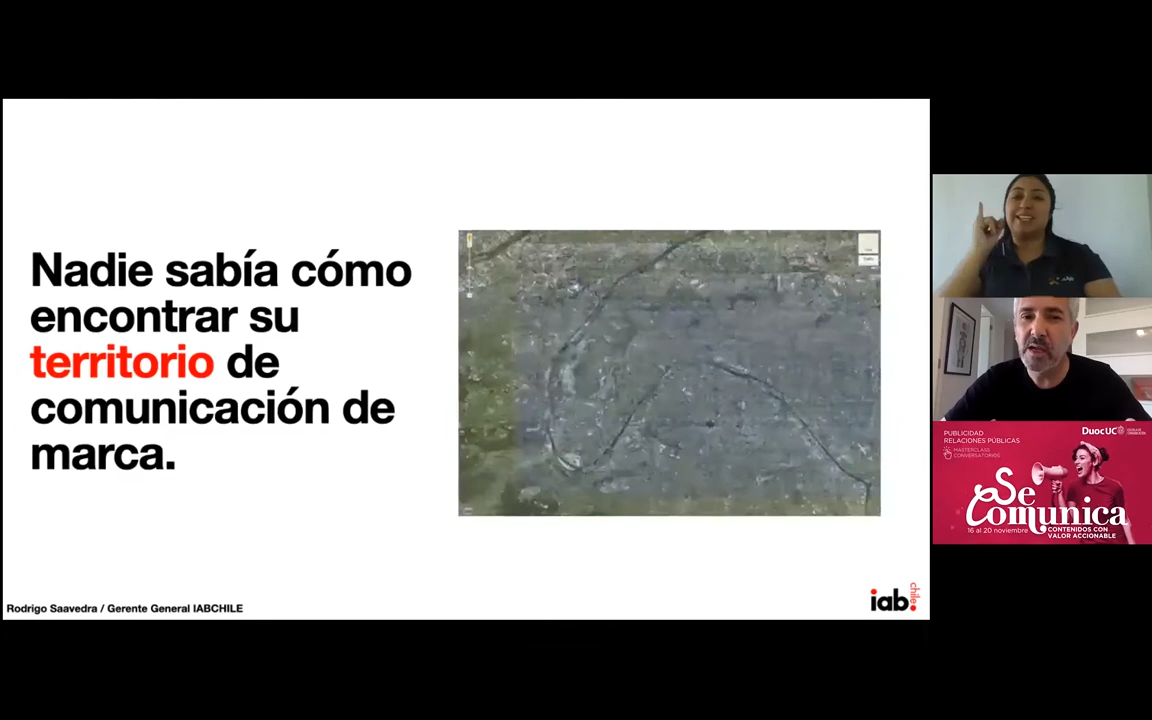 Nadie sabía cómo
encontrar su
territorio de
comunicación de
marca.
Rodrigo Saavedra / Gerente General IABCHILE
iab.
chile
PUBLICIDAD
RELACIONES PÚBLICAS
MASTERCLASS
CONVERSATORIOS
DuocUC
Se
Comunica
16 al 20 noviembre
CONTENIDOS CON
VALOR ACCIONABLE